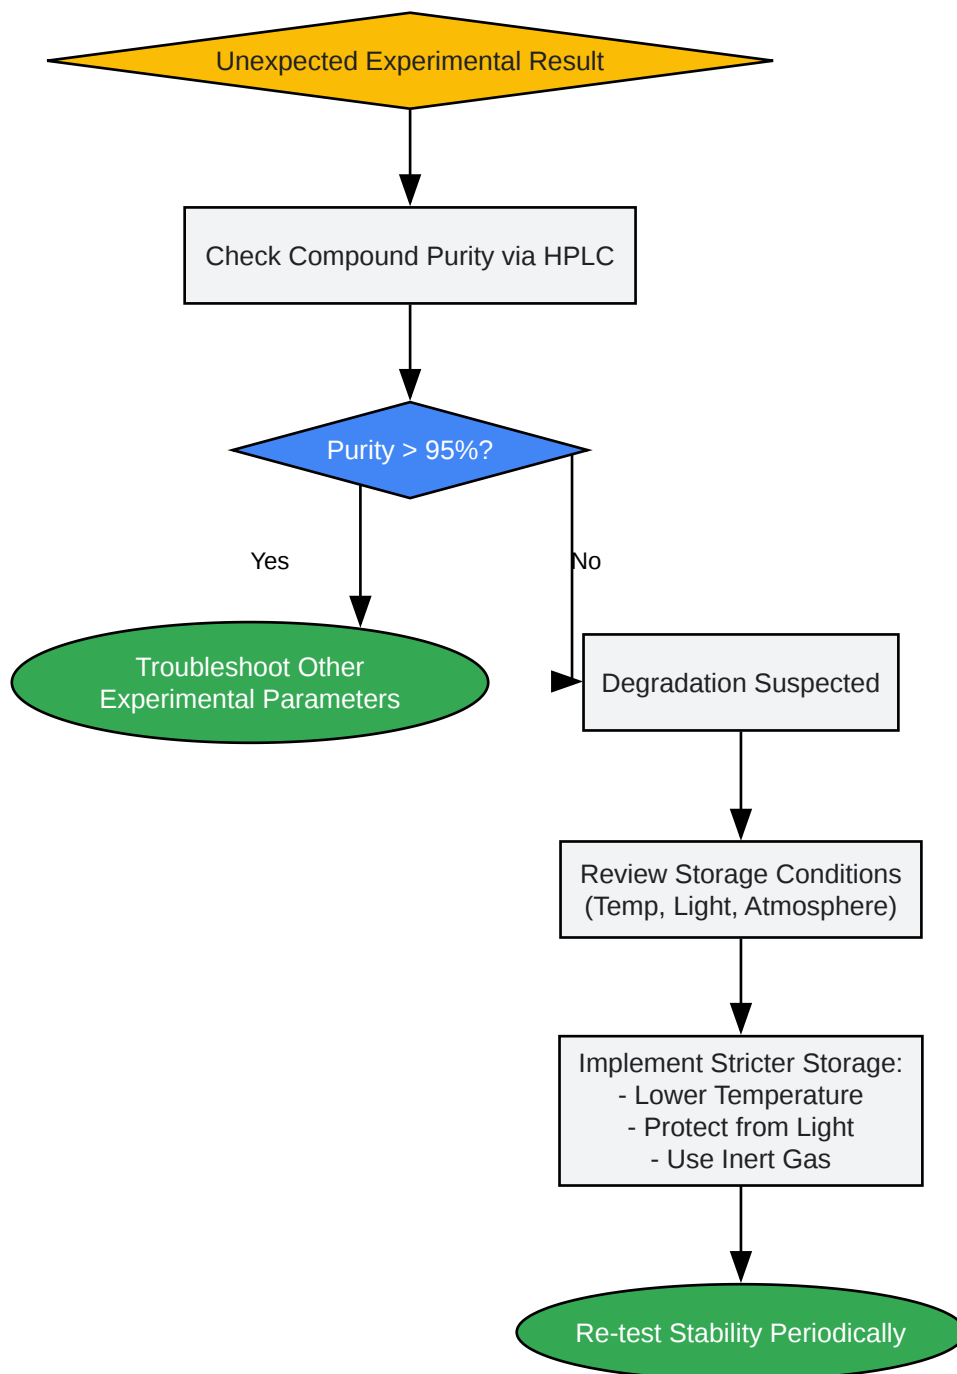 Unexpected Experimental Result
Check Compound Purity via HPLC
Purity > 95%?
Yes
No
Troubleshoot Other
Experimental Parameters
Degradation Suspected
Review Storage Conditions
(Temp, Light, Atmosphere)
Implement Stricter Storage:
- Lower Temperature
- Protect from Light
- Use Inert Gas
Re-test Stability Periodically